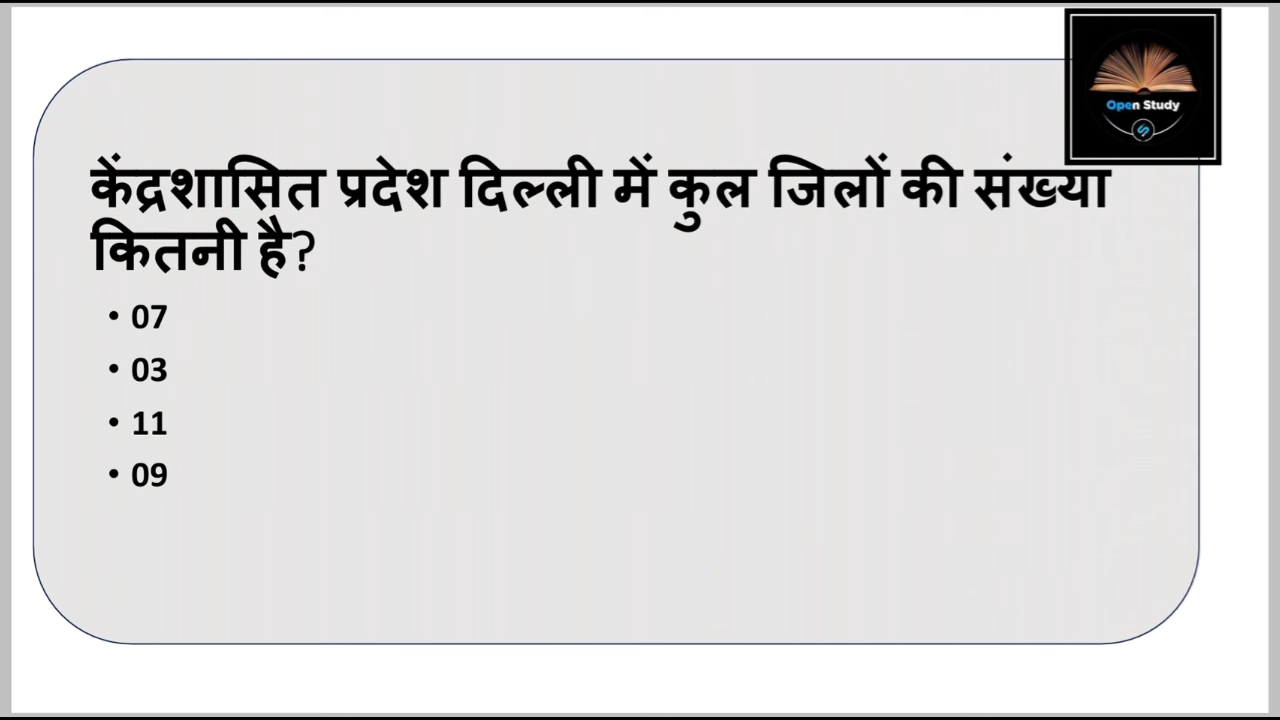 Open Study
केंद्रशासित प्रदेश दिल्ली में कुल जिलों की संख्या
कितनी है?
• 07
• 03
• 11
• 09